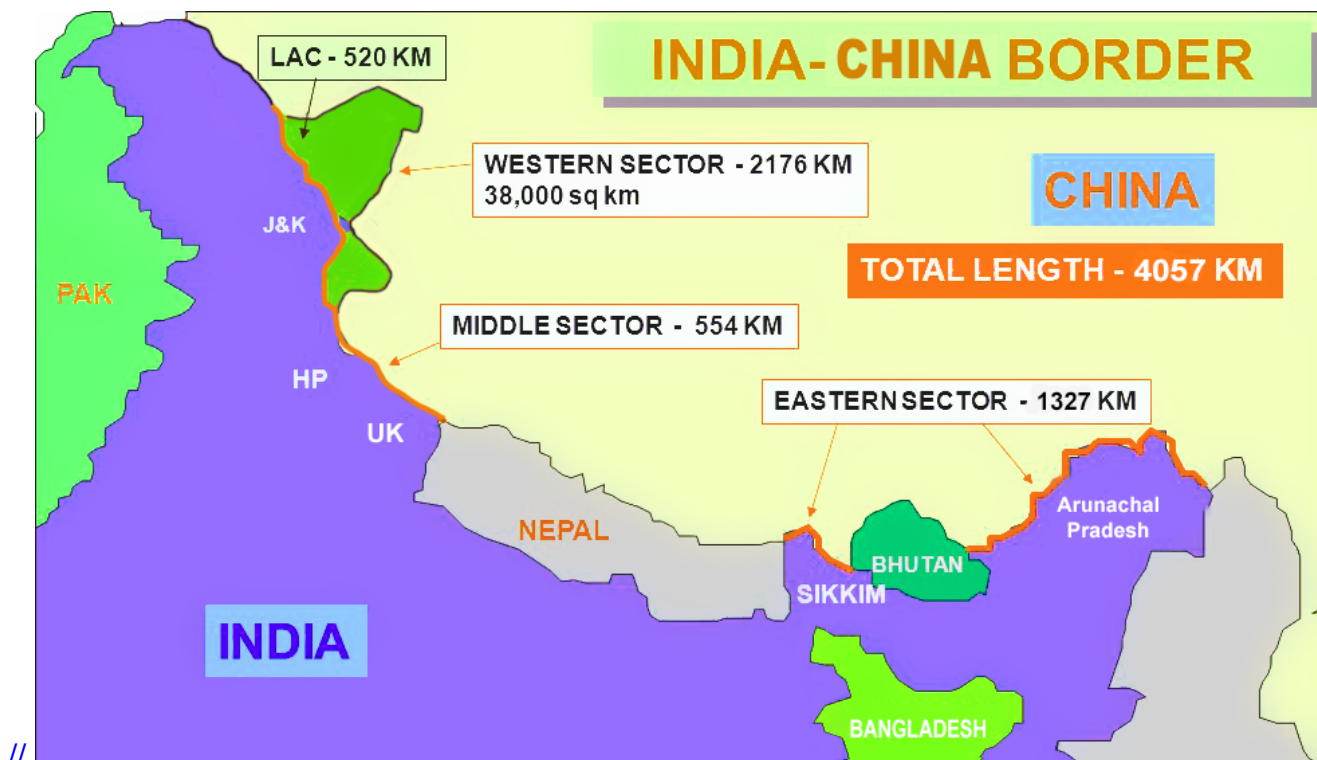 LAC - 520 KM
INDIA- CHINA BORDER
WESTERN SECTOR - 2176 KM
38,000 sq km
CHINA
J&K
TOTAL LENGTH - 4057 KM
PAK
MIDDLE SECTOR - 554 KM
HP
EASTERN SECTOR - 1327 KM
UK
Arunachal
Pradesh
NEPAL
BHUTAN
SIKKIM
INDIA
BANGLADESH
//